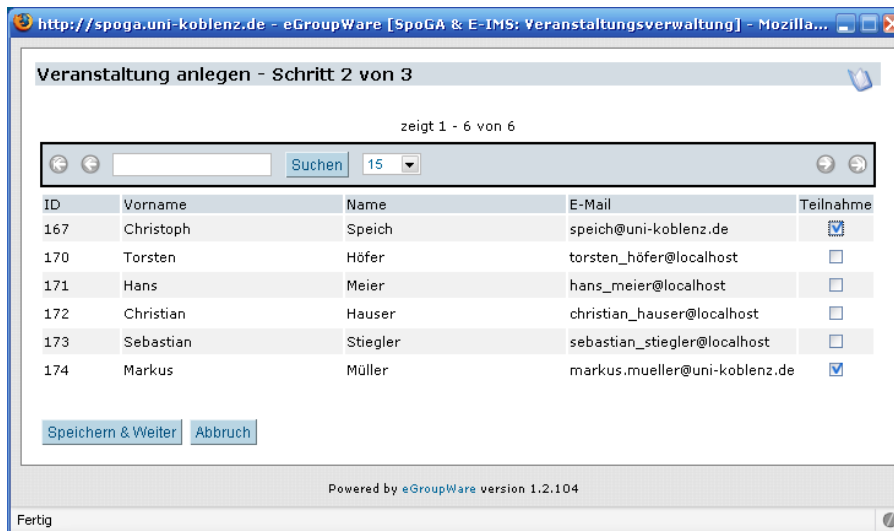 http://spoga.uni-koblenz.de - eGroupWare [SpoGA & E-IMS: Veranstaltungsverwaltung] - Mozilla...
Veranstaltung anlegen - Schritt 2 von 3
zeigt 1 - 6 von 6
Suchen 15
ID Vorname Name E-Mail Teilnahme
167 Christoph Speich speich@uni-koblenz.de
170 Torsten Höfer torsten_höfer@localhost
171 Hans Meier hans_meier@localhost
172 Christian Hauser christian_hauser@localhost
173 Sebastian Stiegler sebastian_stiegler@localhost
174 Markus Müller markus.mueller@uni-koblenz.de
Speichern & Weiter Abbruch
Powered by eGroupWare version 1.2.104
Fertig